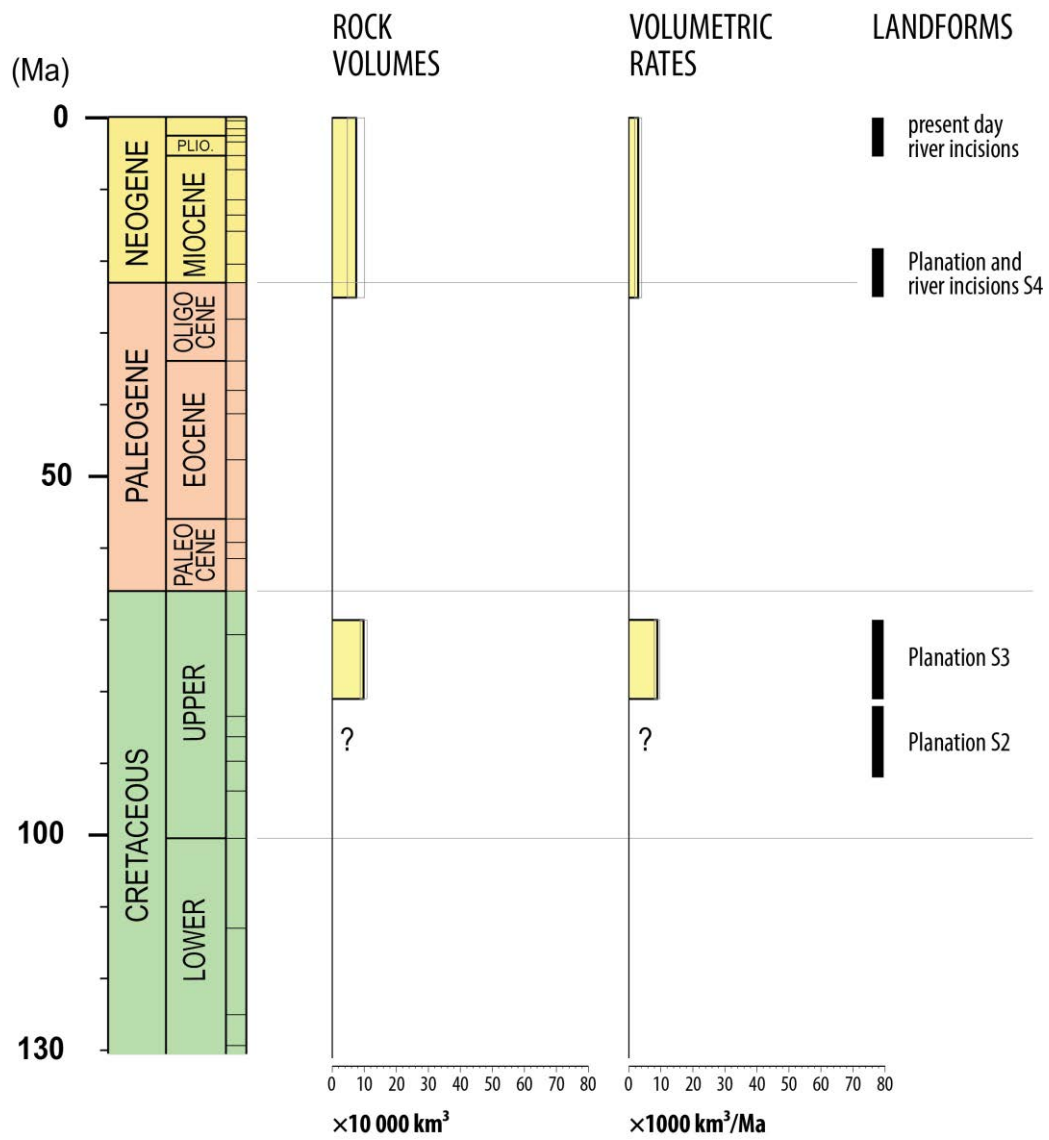 ROCK
VOLUMES
VOLUMETRIC
RATES
LANDFORMS
(Ma)
0
50
100
130
NEOGENE
PALEOGENE
CRETACEOUS
PLIO.
MIOCENE
OLIGO
CENE
EOCENE
PALEO
CENE
UPPER
LOWER
?
?
present day
river incisions
Planation and
river incisions S4
Planation S3
Planation S2
0 10 20 30 40 50 60 70 80
×10 000 km³
0 10 20 30 40 50 60 70 80
×1000 km³/Ma